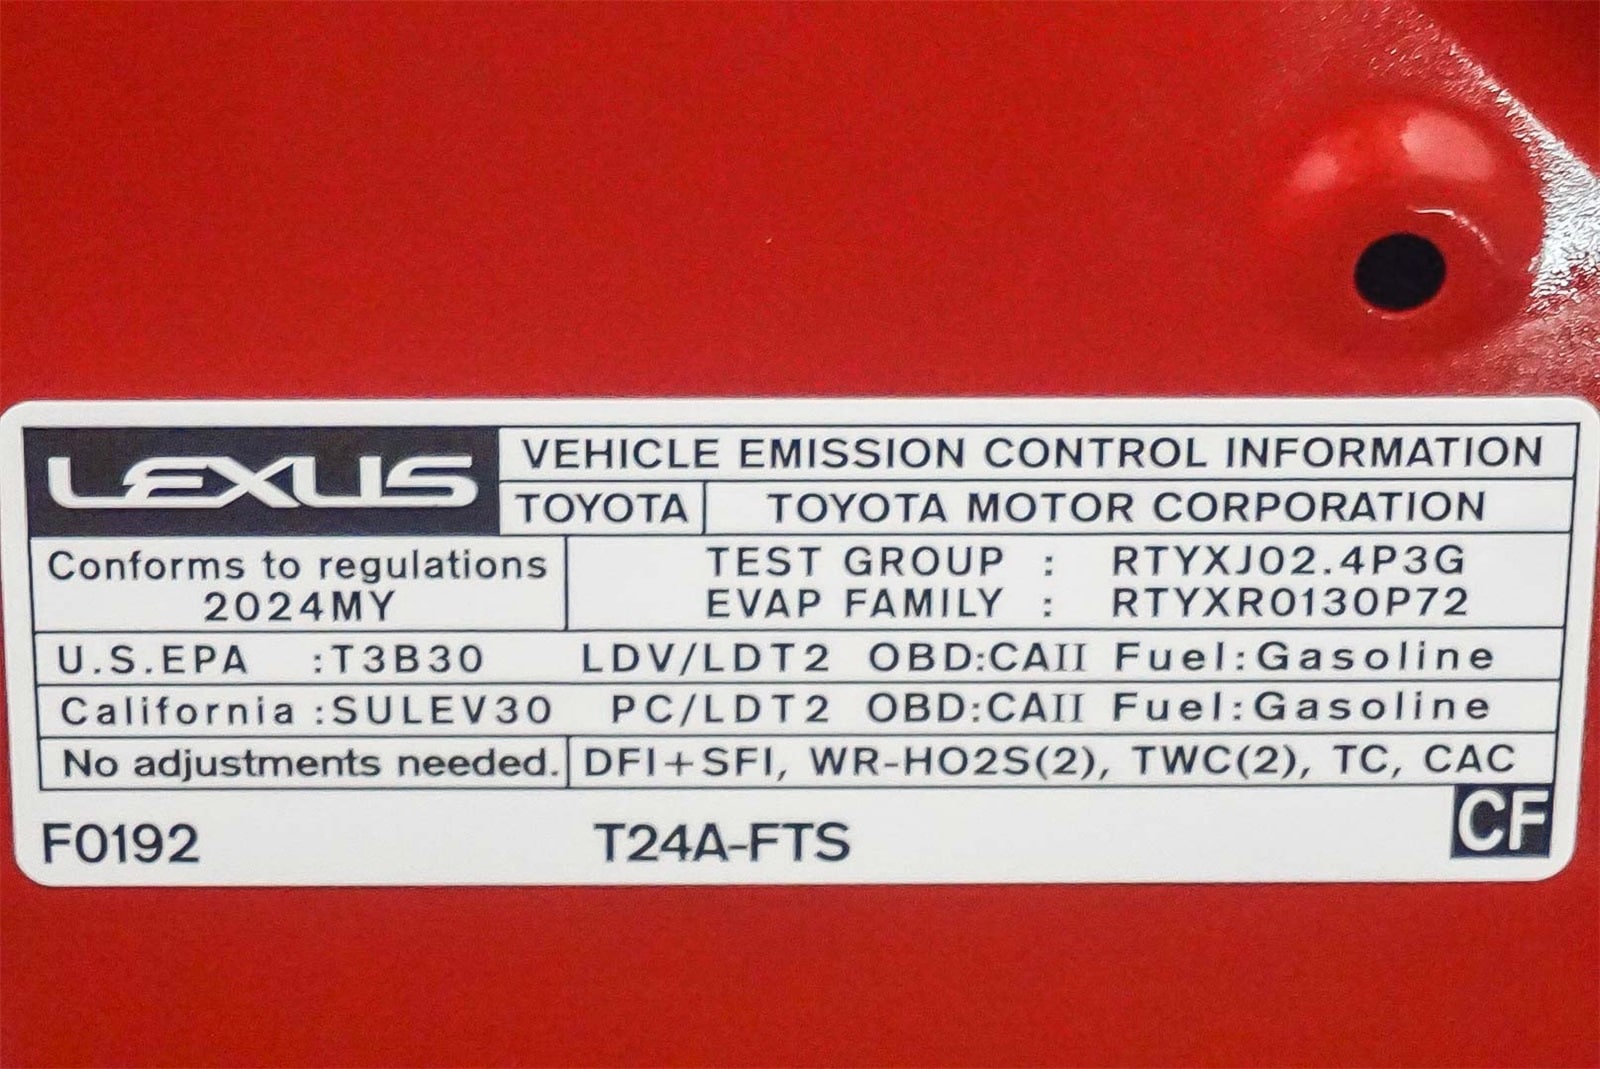 LEXUS VEHICLE EMISSION CONTROL INFORMATION
TOYOTA TOYOTA MOTOR CORPORATION
Conforms to regulations
2024MY
TEST GROUP : RTYXJ02.4P3G
EVAP FAMILY : RTYXR0130P72
U.S.EPA :T3B30 LDV/LDT2 OBD:CAII Fuel:Gasoline
California :SULEV30 PC/LDT2 OBD:CAII Fuel:Gasoline
No adjustments needed. DFI+SFI, WR-HO2S(2), TWC(2), TC, CAC
F0192 T24A-FTS CF